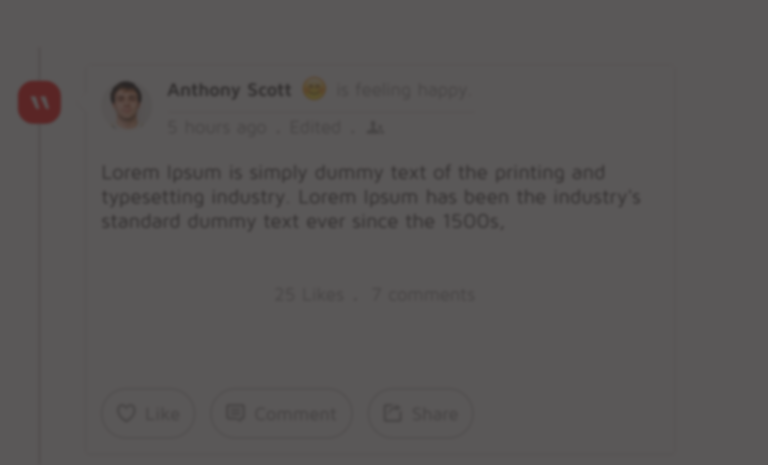 Anthony Scott 😊 is feeling happy.
5 hours ago . Edited .
Lorem Ipsum is simply dummy text of the printing and
typesetting industry. Lorem Ipsum has been the industry's
standard dummy text ever since the 1500s,
25 Likes . 7 comments
Like Comment Share